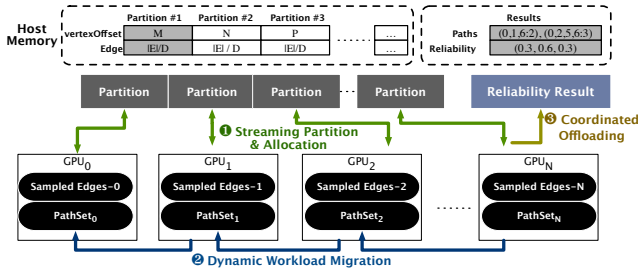 Host Memory
Partition #1 Partition #2 Partition #3
vertexOffset M N P ........ ...
Edge |E|/D |E| / D |E|/D ...
Results
Paths (0,1,6:2), (0,2,5,6:3)
Reliability (0.3, 0.6, 0.3)
Partition Partition Partition ...... Partition Reliability Result
❶ Streaming Partition & Allocation
❸ Coordinated Offloading
GPU0 GPU1 GPU2 GPUN
Sampled Edges-0 Sampled Edges-1 Sampled Edges-2 Sampled Edges-N
PathSet0 PathSet1 PathSet2 ...... PathSetN
❷ Dynamic Workload Migration